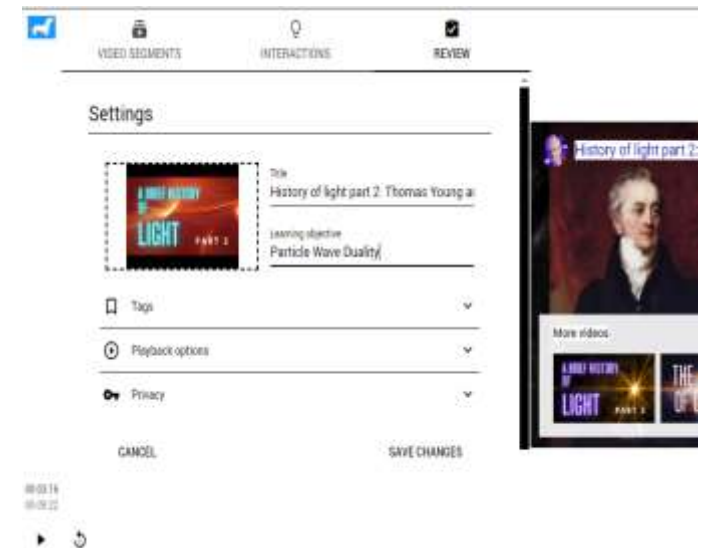 VIDEO SEGMENTS
INTERACTIONS
REVIEW
Settings
A BRIEF HISTORY
OF
LIGHT PART 2
Title
History of light part 2: Thomas Young a
Learning objective
Particle Wave Duality
Tags
Playback options
Privacy
CANCEL
SAVE CHANGES
History of light part 2:
More videos
A BRIEF HISTORY
OF
LIGHT
THE